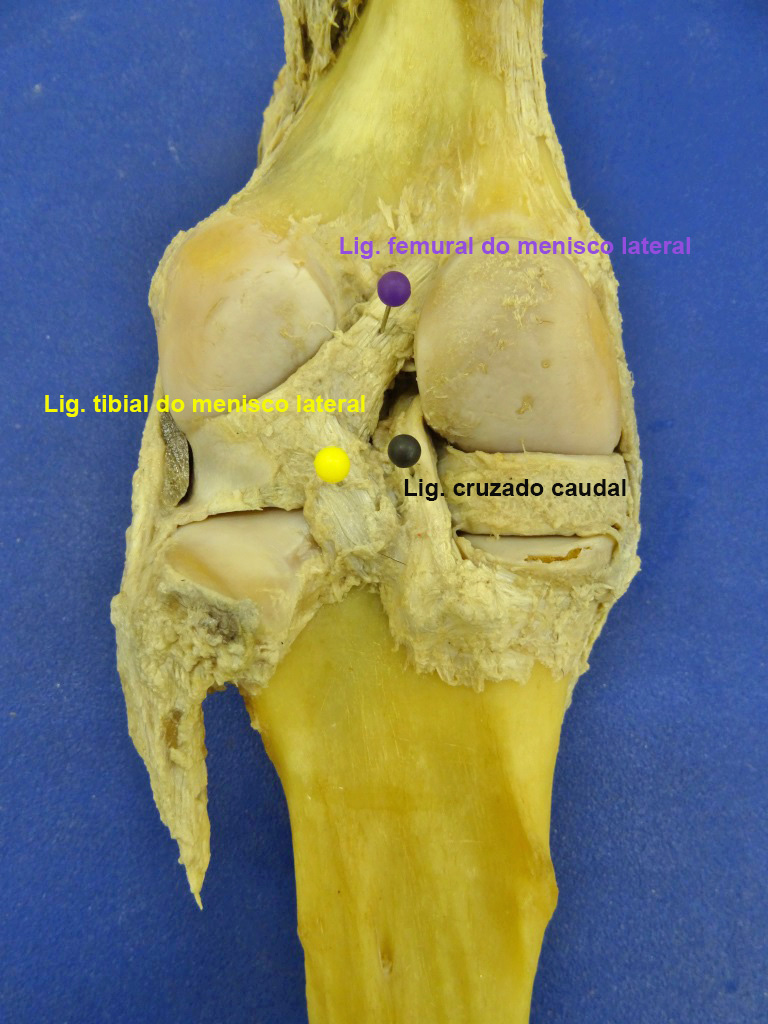 Lig. femural do menisco lateral
Lig. tibial do menisco lateral
Lig. cruzado caudal